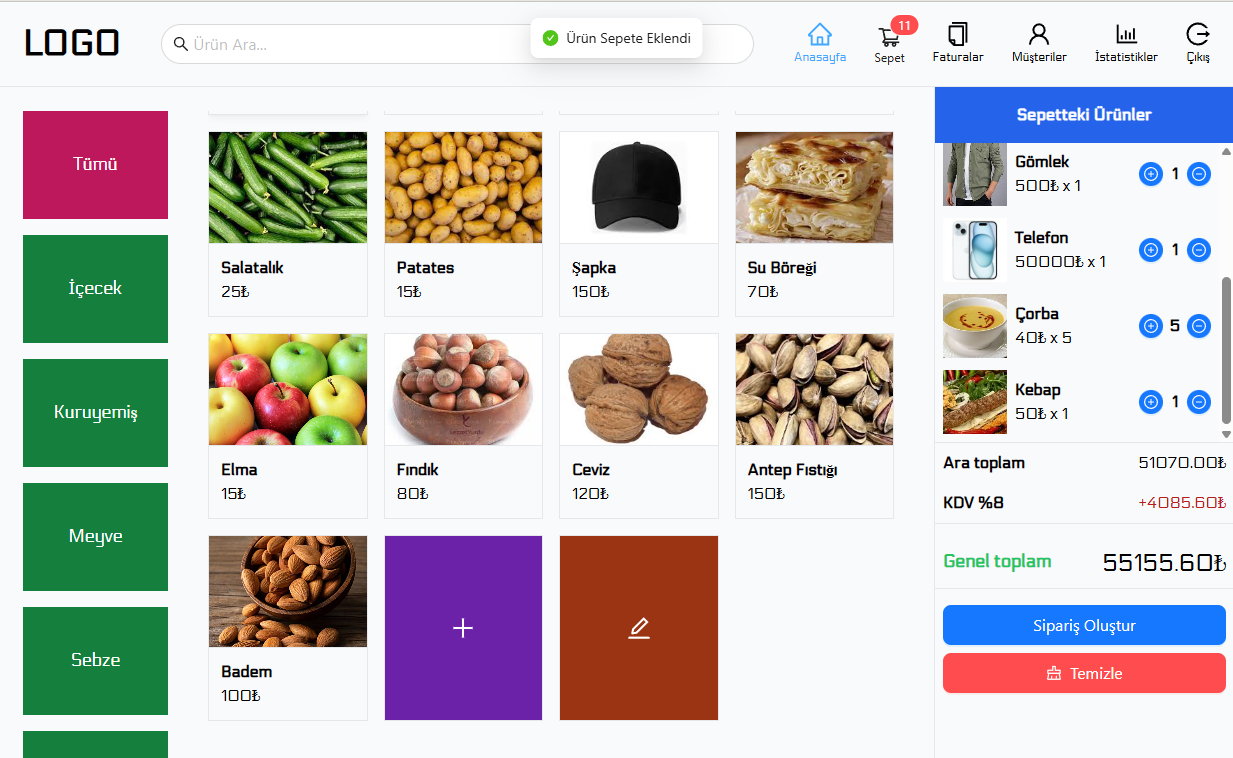 LOGO
Ürün Ara...
Ürün Sepete Eklendi
Anasayfa
11
Sepet
Faturalar
Müşteriler
İstatistikler
Çıkış
Tümü
İçecek
Kuruyemiş
Meyve
Sebze
Salatalık
25₺
Patates
15₺
Şapka
150₺
Su Böreği
70₺
Elma
15₺
Fındık
80₺
Ceviz
120₺
Antep Fıstığı
150₺
Badem
100₺
Sepetteki Ürünler
Gömlek
500₺ x 1
1
Telefon
50000₺ x 1
1
Çorba
40₺ x 5
5
Kebap
50₺ x 1
1
Ara toplam
51070.00₺
KDV %8
+4085.60₺
Genel toplam
55155.60₺
Sipariş Oluştur
Temizle